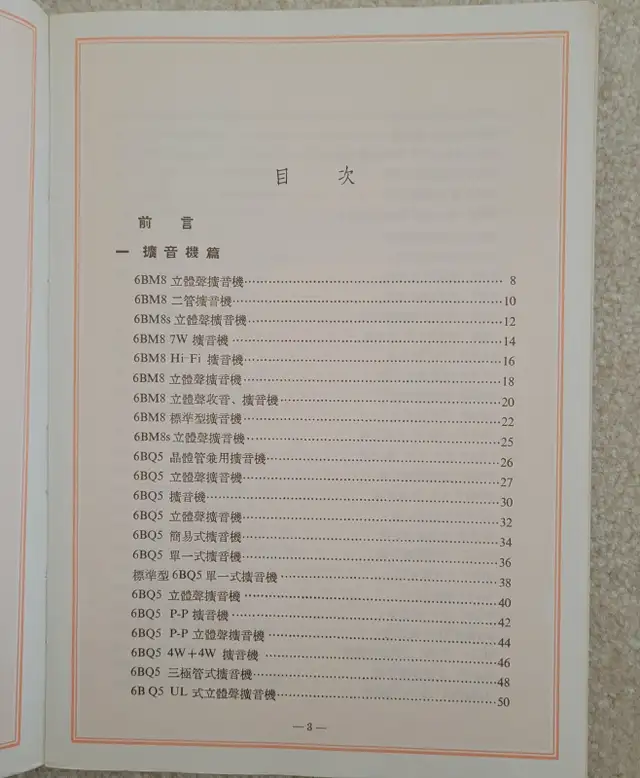 目 次
前 言
一 擴音機篇
6BM8 立體聲擴音機 8
6BM8 二管擴音機 10
6BM8s 立體聲擴音機 12
6BM8 7W 擴音機 14
6BM8 Hi-Fi 擴音機 16
6BM8 立體聲擴音機 18
6BM8 立體聲收音、擴音機 20
6BM8 標準型擴音機 22
6BM8s 立體聲擴音機 25
6BQ5 晶體管兼用擴音機 26
6BQ5 立體聲擴音機 27
6BQ5 擴音機 30
6BQ5 立體聲擴音機 32
6BQ5 簡易式擴音機 34
6BQ5 單一式擴音機 36
標準型 6BQ5 單一式擴音機 38
6BQ5 立體聲擴音機 40
6BQ5 P-P 擴音機 42
6BQ5 P-P 立體聲擴音機 44
6BQ5 4W+4W 擴音機 46
6BQ5 三極管式擴音機 48
6BQ5 UL 式立體聲擴音機 50
— 3 —